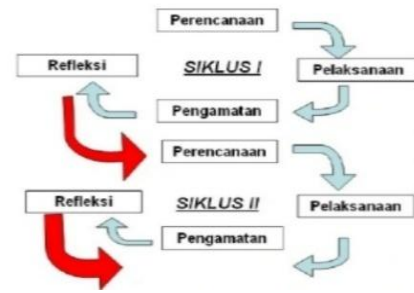 Perencanaan
Refleksi
SIKLUS I
Pelaksanaan
Pengamatan
Perencanaan
Refleksi
SIKLUS II
Pelaksanaan
Pengamatan